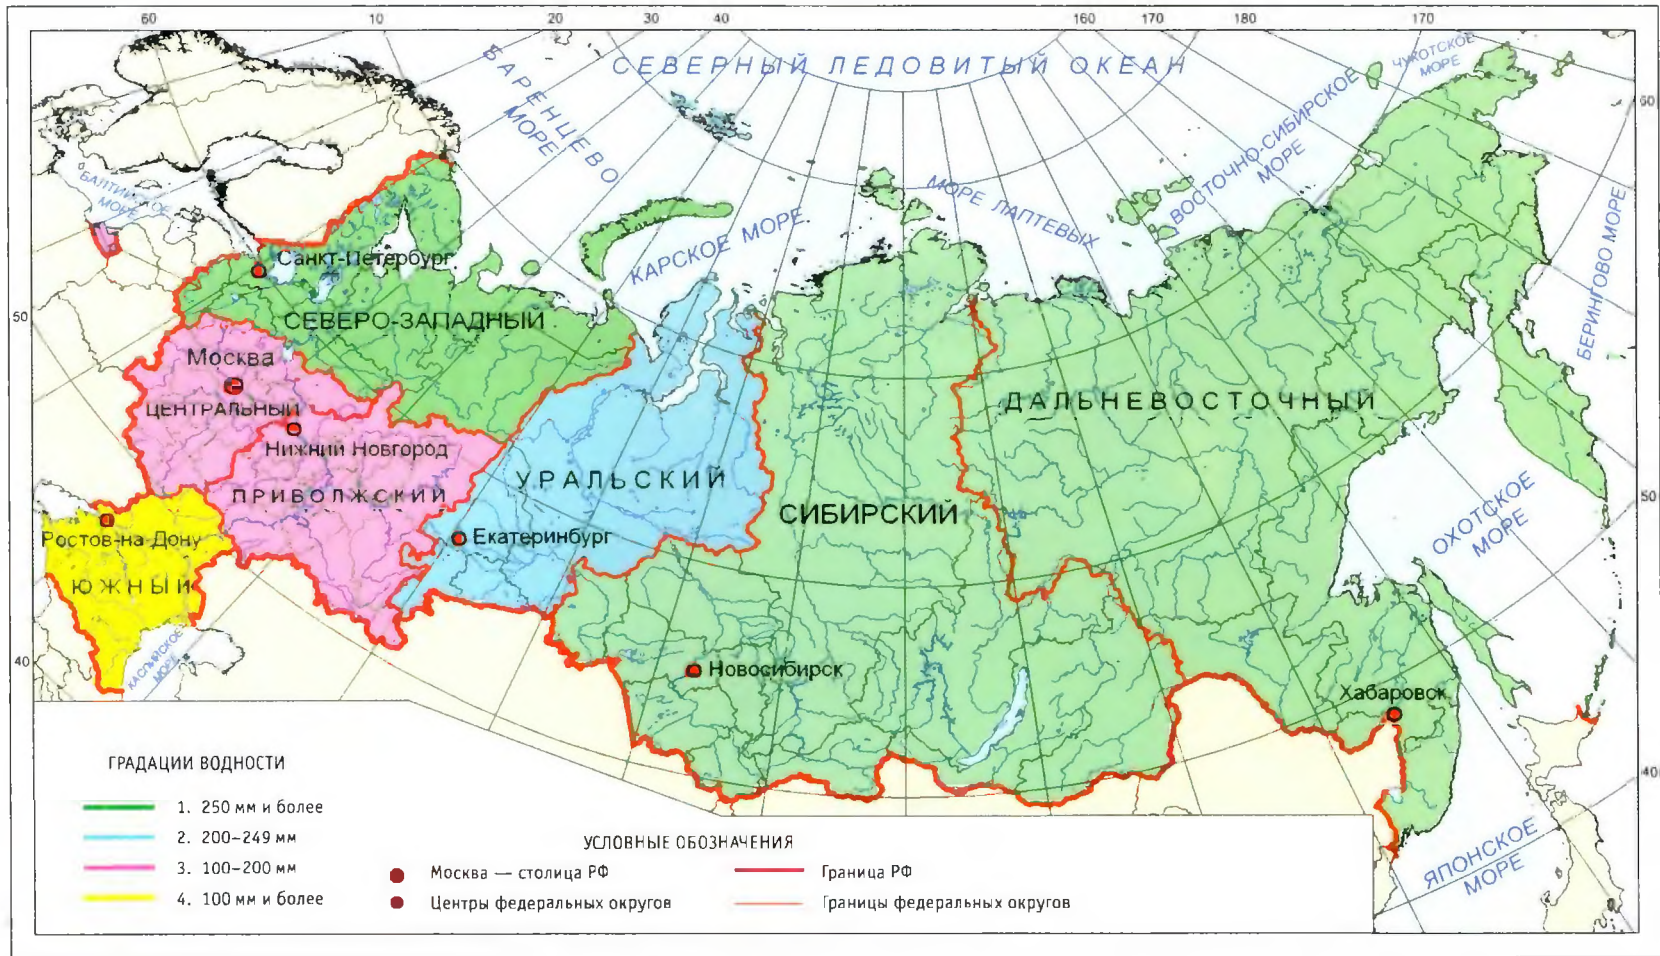 60 10 20 30 40 160 170 180 170
СЕВЕРНЫЙ ЛЕДОВИТЫЙ ОКЕАН
ЧУКОТСКОЕ
МОРЕ
БАРЕНЦЕВО
МОРЕ
ВОСТОЧНО-СИБИРСКОЕ
МОРЕ
60
БАЛТИЙСКОЕ
МОРЕ
МОРЕ ЛАПТЕВЫХ
КАРСКОЕ МОРЕ
БЕРИНГОВО МОРЕ
Санкт-Петербург
50
СЕВЕРО-ЗАПАДНЫЙ
Москва
ЦЕНТРАЛЬНЫЙ
ДАЛЬНЕВОСТОЧНЫЙ
Нижний Новгород
УРАЛЬСКИЙ
ПРИВОЛЖСКИЙ
СИБИРСКИЙ
50
ОХОТСКОЕ
МОРЕ
Ростов-на-Дону
Екатеринбург
ЮЖНЫЙ
КАСПИЙСКОЕ
МОРЕ
40
Новосибирск
Хабаровск
40
ЯПОНСКОЕ
МОРЕ
ГРАДАЦИИ ВОДНОСТИ
1. 250 мм и более
2. 200–249 мм
3. 100–200 мм
4. 100 мм и более
УСЛОВНЫЕ ОБОЗНАЧЕНИЯ
Москва — столица РФ
Центры федеральных округов
Граница РФ
Границы федеральных округов